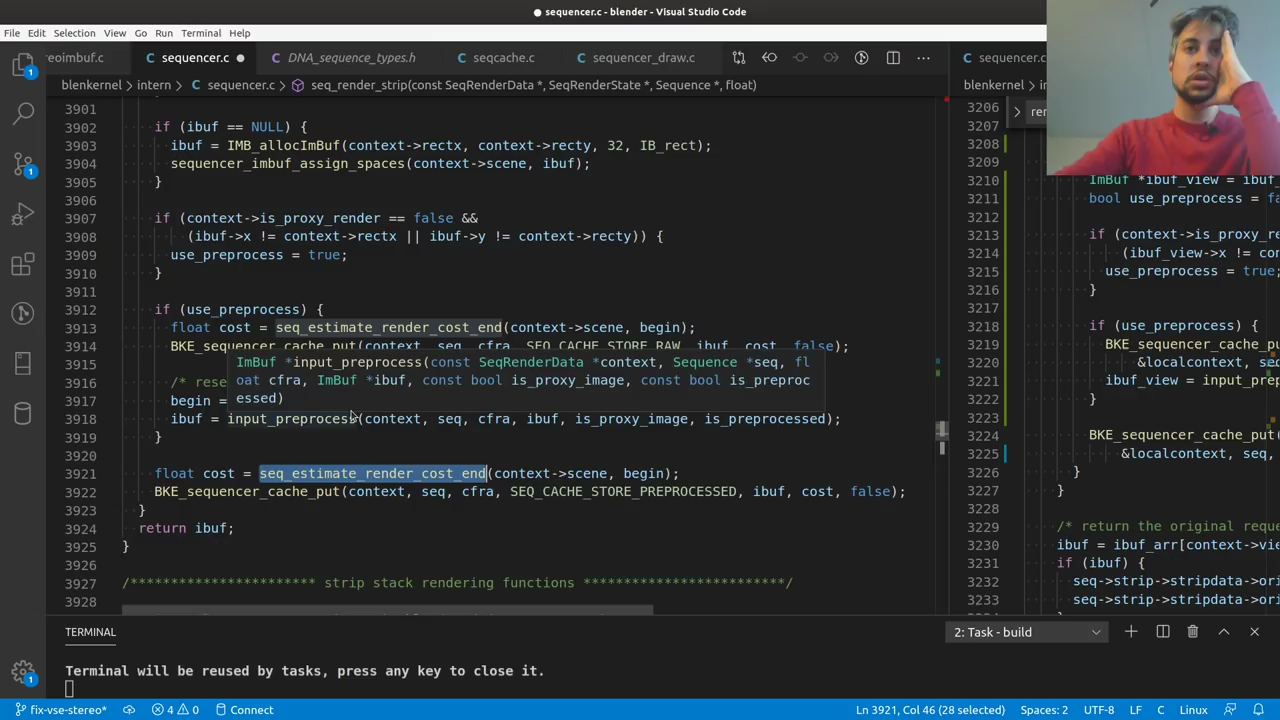 ● sequencer.c - blender - Visual Studio Code
File Edit Selection View Go Run Terminal Help
reoimbuf.c
sequencer.c ●
DNA_sequence_types.h
seqcache.c
sequencer_draw.c
sequencer.c
blenkernel > intern > sequencer.c > seq_render_strip(const SeqRenderData *, SeqRenderState *, Sequence *, float)
blenkernel > in
3901
3902 if (ibuf == NULL) {
3903 ibuf = IMB_allocImBuf(context->rectx, context->recty, 32, IB_rect);
3904 sequencer_imbuf_assign_spaces(context->scene, ibuf);
3905 }
3906
3907 if (context->is_proxy_render == false &&
3908 (ibuf->x != context->rectx || ibuf->y != context->recty)) {
3909 use_preprocess = true;
3910 }
3911
3912 if (use_preprocess) {
3913 float cost = seq_estimate_render_cost_end(context->scene, begin);
3914 BKE_sequencer_cache_put(context, seq, cfra, SEQ_CACHE_STORE_RAW, ibuf, cost, false);
3915
ImBuf *input_preprocess(const SeqRenderData *context, Sequence *seq, fl
oat cfra, ImBuf *ibuf, const bool is_proxy_image, const bool is_preproc
essed)
3916 /* rese
3917 begin =
3918 ibuf = input_preprocess(context, seq, cfra, ibuf, is_proxy_image, is_preprocessed);
3919 }
3920
3921 float cost = seq_estimate_render_cost_end(context->scene, begin);
3922 BKE_sequencer_cache_put(context, seq, cfra, SEQ_CACHE_STORE_PREPROCESSED, ibuf, cost, false);
3923 }
3924 return ibuf;
3925 }
3926
3927 /*********************** strip stack rendering functions *************************/
3928
3206
3207
3208
3209
3210 ImBuf *ibuf_view = ibuf
3211 bool use_preprocess = fa
3212
3213 if (context->is_proxy_re
3214 (ibuf_view->x != con
3215 use_preprocess = true;
3216 }
3217
3218 if (use_preprocess) {
3219 BKE_sequencer_cache_pu
3220 &localcontext, seq
3221 ibuf_view = input_prep
3222 }
3223
3224 BKE_sequencer_cache_put(
3225 &localcontext, seq,
3226 }
3227 }
3228
3229 /* return the original reque
3230 ibuf = ibuf_arr[context->vie
3231 if (ibuf) {
3232 seq->strip->stripdata->ori
3233 seq->strip->stripdata->ori
ren
TERMINAL
2: Task - build
Terminal will be reused by tasks, press any key to close it.
fix-vse-stereo* 4 0 Connect Ln 3921, Col 46 (28 selected) Spaces: 2 UTF-8 LF C Linux
1
1
1